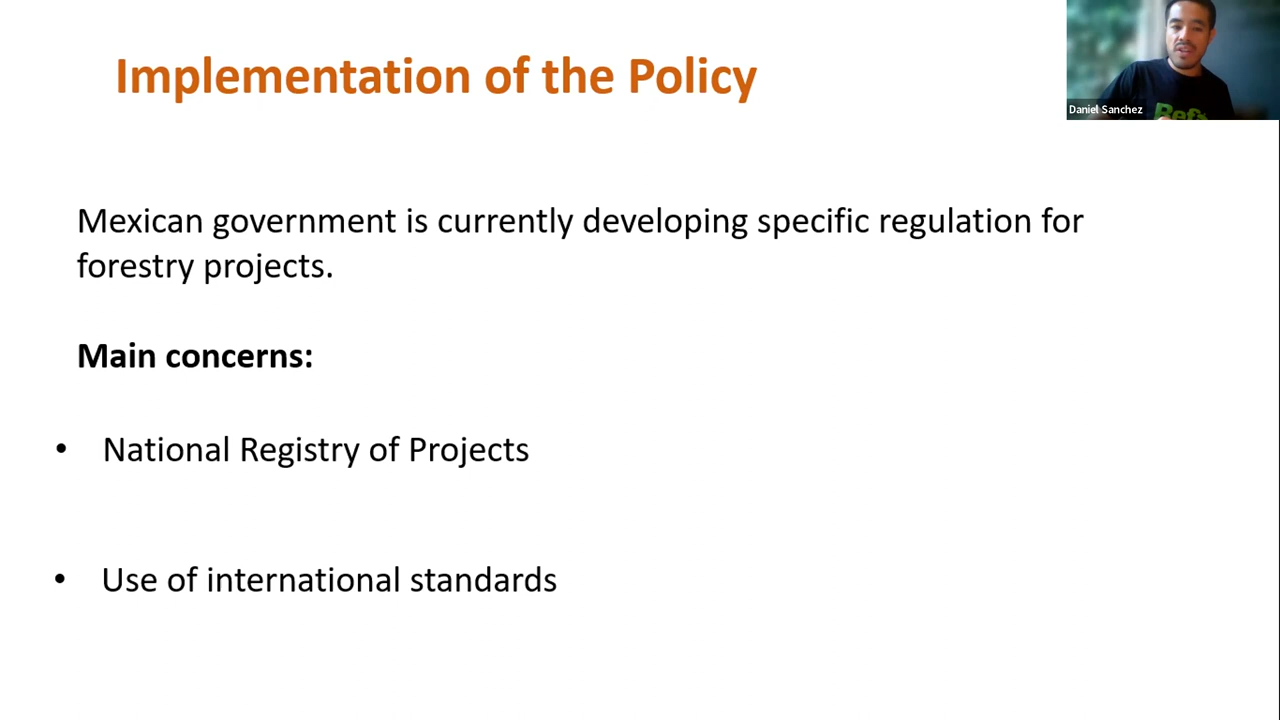 Implementation of the Policy
Daniel Sanchez
Mexican government is currently developing specific regulation for
forestry projects.
Main concerns:
• National Registry of Projects
• Use of international standards